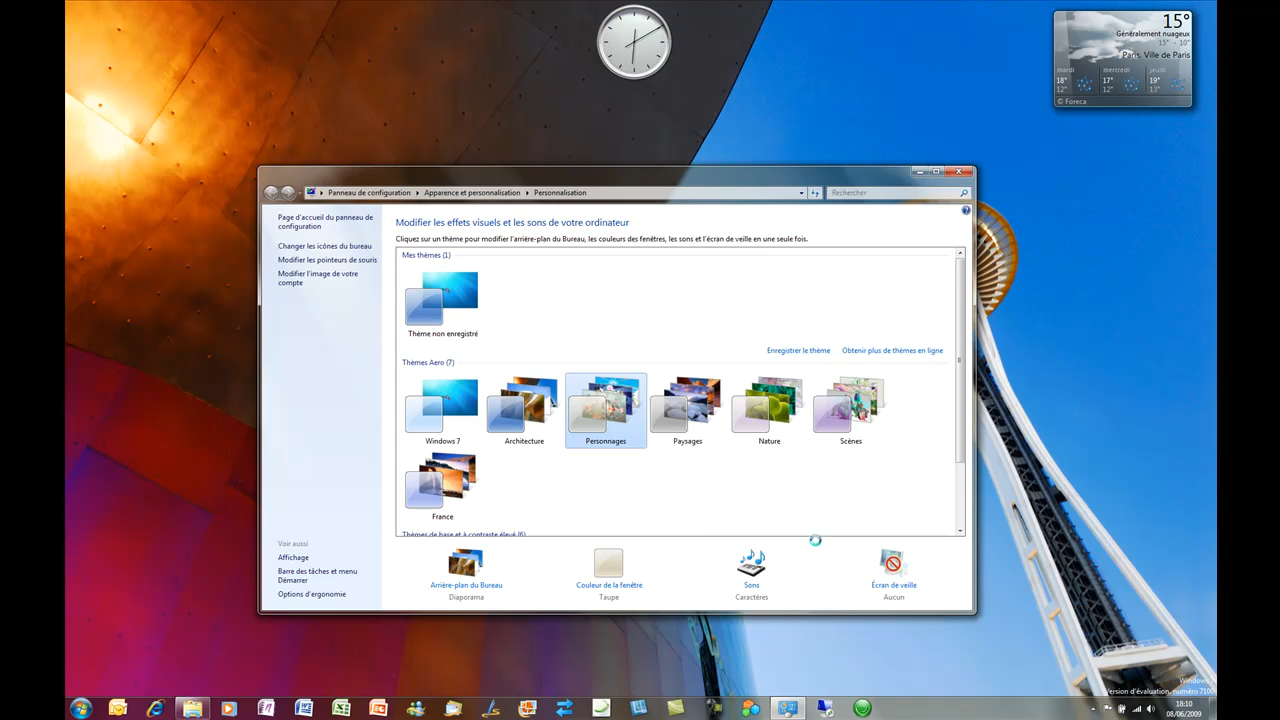 15°
Généralement nuageux
15° - 10°
Paris, Ville de Paris
mardi mercredi jeudi
18° 17° 19°
12° 12° 13°
© Foreca
Panneau de configuration Apparence et personnalisation Personnalisation
Rechercher
Page d'accueil du panneau de
configuration
Changer les icônes du bureau
Modifier les pointeurs de souris
Modifier l'image de votre
compte
Voir aussi
Affichage
Barre des tâches et menu
Démarrer
Options d'ergonomie
Modifier les effets visuels et les sons de votre ordinateur
Cliquez sur un thème pour modifier l'arrière-plan du Bureau, les couleurs des fenêtres, les sons et l'écran de veille en une seule fois.
Mes thèmes (1)
Thème non enregistré
Enregistrer le thème Obtenir plus de thèmes en ligne
Thèmes Aero (7)
Windows 7 Architecture Personnages Paysages Nature Scènes
France
Thèmes de base et à contraste élevé (6)
Arrière-plan du Bureau Couleur de la fenêtre Sons Écran de veille
Diaporama Taupe Caractères Aucun
Windows
Version d'évaluation, numéro 7100
18:10
08/06/2009